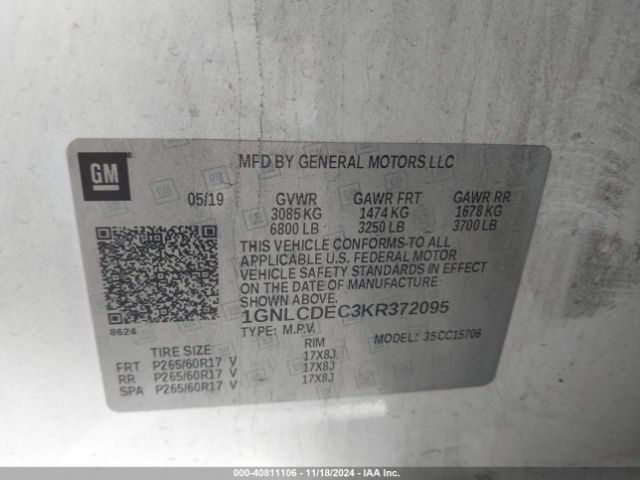 GM
MFD BY GENERAL MOTORS LLC
05/19 GVWR GAWR FRT GAWR RR
3085 KG 1474 KG 1678 KG
6800 LB 3250 LB 3700 LB
THIS VEHICLE CONFORMS TO ALL
APPLICABLE U.S. FEDERAL MOTOR
VEHICLE SAFETY STANDARDS IN EFFECT
ON THE DATE OF MANUFACTURE
SHOWN ABOVE.
8624
1GNLCDEC3KR372095
TYPE: M.P.V. MODEL: 35CC15706
TIRE SIZE RIM
FRT P265/60R17 V 17X8J
RR P265/60R17 V 17X8J
SPA P265/60R17 V 17X8J
000-40811106 - 11/18/2024 - IAA Inc.